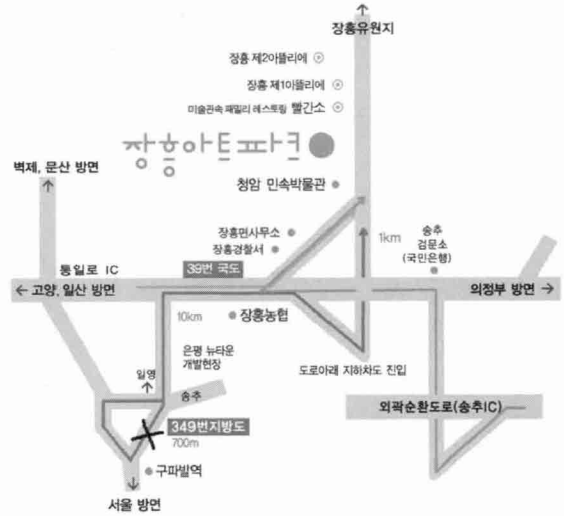 장흥유원지
장흥 제2아뜰리에
장흥 제1아뜰리에
미술관속 패밀리 레스토랑 빨간소
장흥아트파크
벽제, 문산 방면
청암 민속박물관
장흥면사무소
장흥경찰서
1km
송추
검문소
(국민은행)
통일로 IC
39번 국도
고양, 일산 방면
의정부 방면
10km
장흥농협
은평 뉴타운
개발현장
도로아래 지하차도 진입
일영
송추
외곽순환도로(송추IC)
349번지방도
700m
구파발역
서울 방면